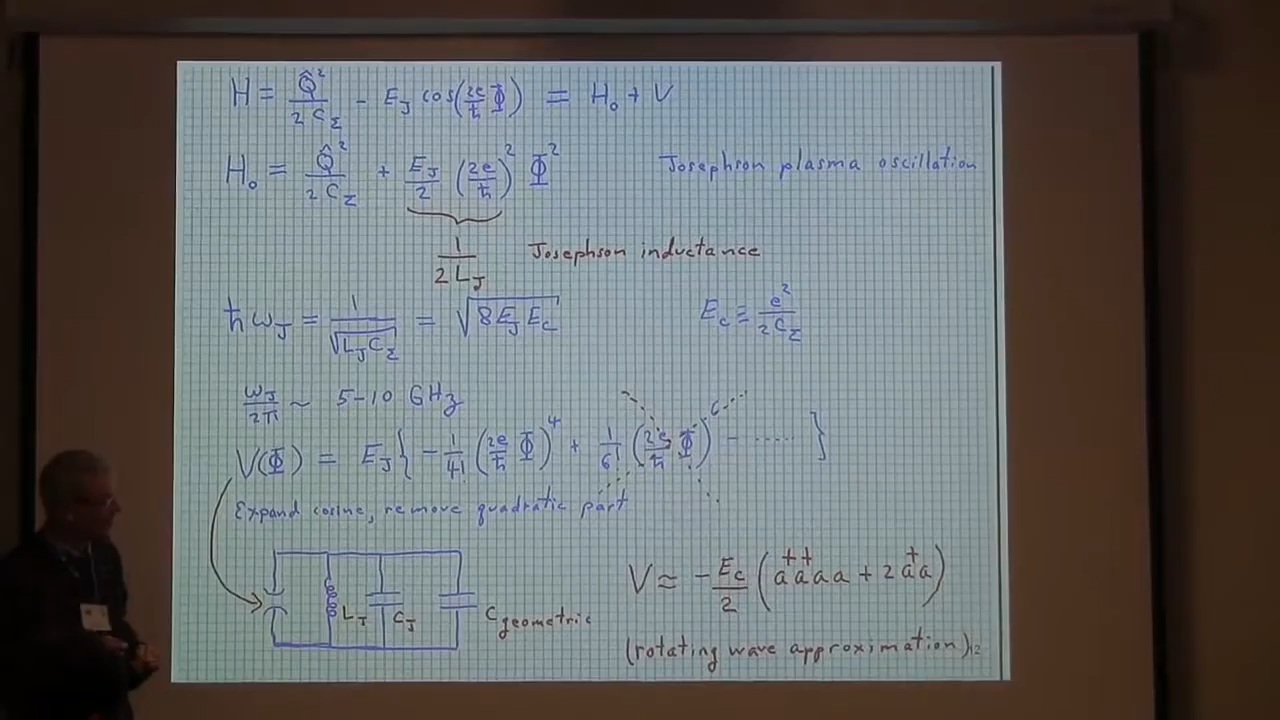 H = Q̂²/2C_Σ - E_J cos(2e/ħ Φ) = H₀ + V
H₀ = Q̂²/2C_Σ + E_J/2 (2e/ħ)² Φ² Josephson plasma oscillation
1/2L_J Josephson inductance
ħω_J = 1/√(L_J C_Σ) = √(8E_J E_C) E_C ≡ e²/2C_Σ
ω_J/2π ~ 5-10 GHz
V(Φ) = E_J { -1/4! (2e/ħ Φ)⁴ + 1/6! (2e/ħ Φ)⁶ - ...... }
Expand cosine, remove quadratic part
V ≈ -E_C/2 (a⁺a⁺aa + 2a⁺a)
L_J C_J C_geometric
(rotating wave approximation) 12